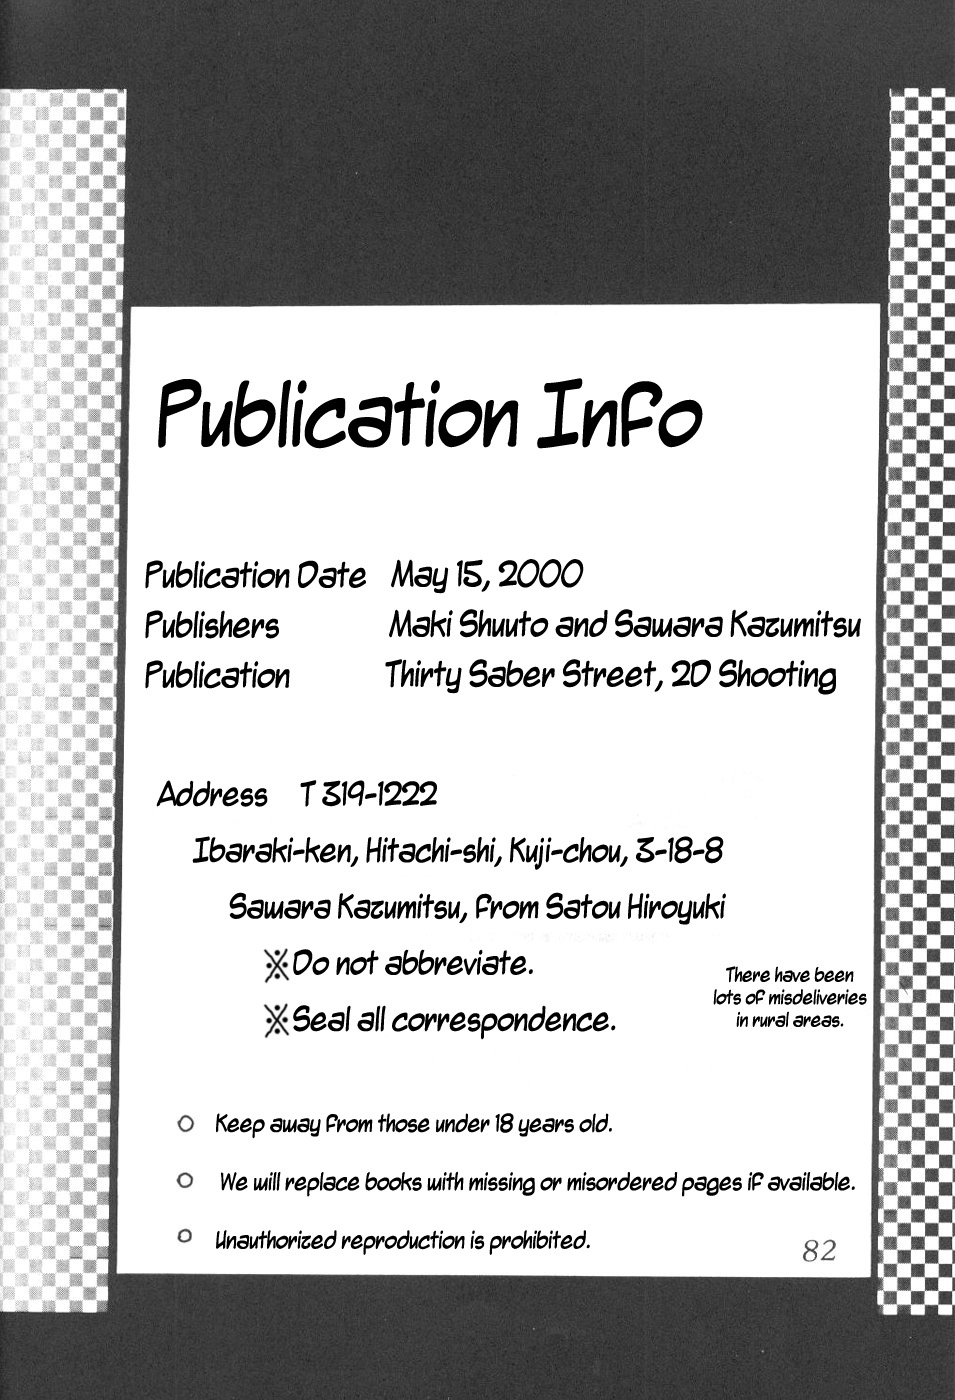 Publication Info
Publication Date May 15, 2000
Publishers Maki Shuuto and Sawara Kazumitsu
Publication Thirty Saber Street, 2D Shooting
Address T 319-1222
Ibaraki-ken, Hitachi-shi, Kuji-chou, 3-18-8
Sawara Kazumitsu, from Satou Hiroyuki
※Do not abbreviate.
※Seal all correspondence.
There have been
lots of misdeliveries
in rural areas.
○ Keep away from those under 18 years old.
○ We will replace books with missing or misordered pages if available.
○ Unauthorized reproduction is prohibited.
82